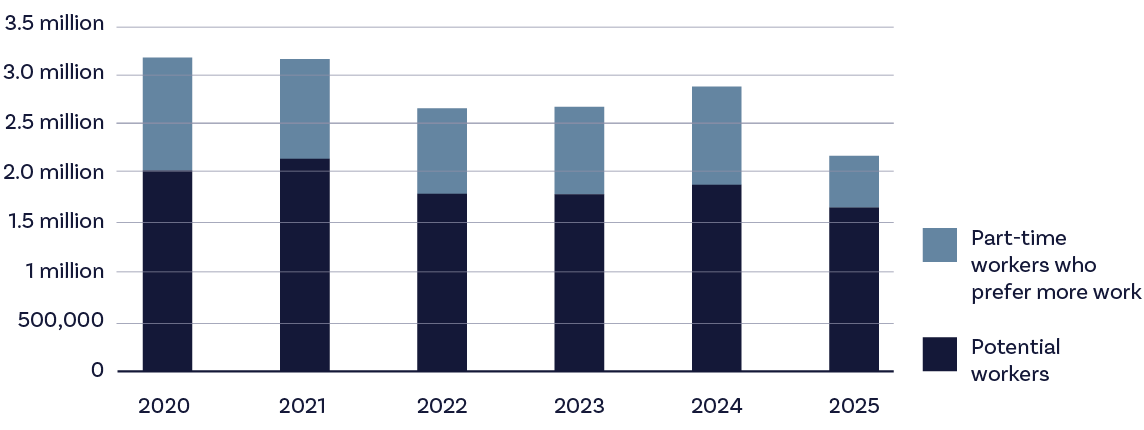 3.5 million
3.0 million
2.5 million
2.0 million
1.5 million
1 million
500,000
0
2020
2021
2022
2023
2024
2025
Part-time
workers who
prefer more work
Potential
workers